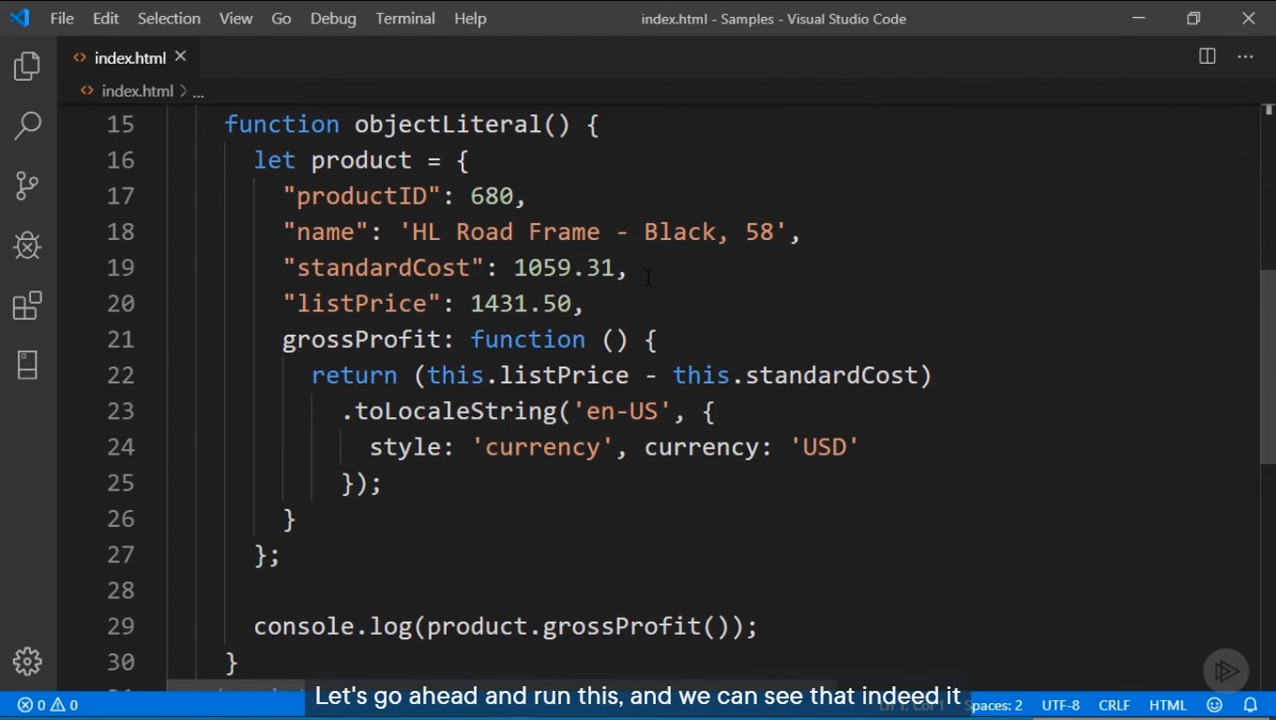 File Edit Selection View Go Debug Terminal Help index.html - Samples - Visual Studio Code
index.html
index.html > ...
15 function objectLiteral() {
16 let product = {
17 "productID": 680,
18 "name": 'HL Road Frame - Black, 58',
19 "standardCost": 1059.31,
20 "listPrice": 1431.50,
21 grossProfit: function () {
22 return (this.listPrice - this.standardCost)
23 .toLocaleString('en-US', {
24 style: 'currency', currency: 'USD'
25 });
26 }
27 };
28
29 console.log(product.grossProfit());
30 }
Let's go ahead and run this, and we can see that indeed it
0 0 Spaces: 2 UTF-8 CRLF HTML